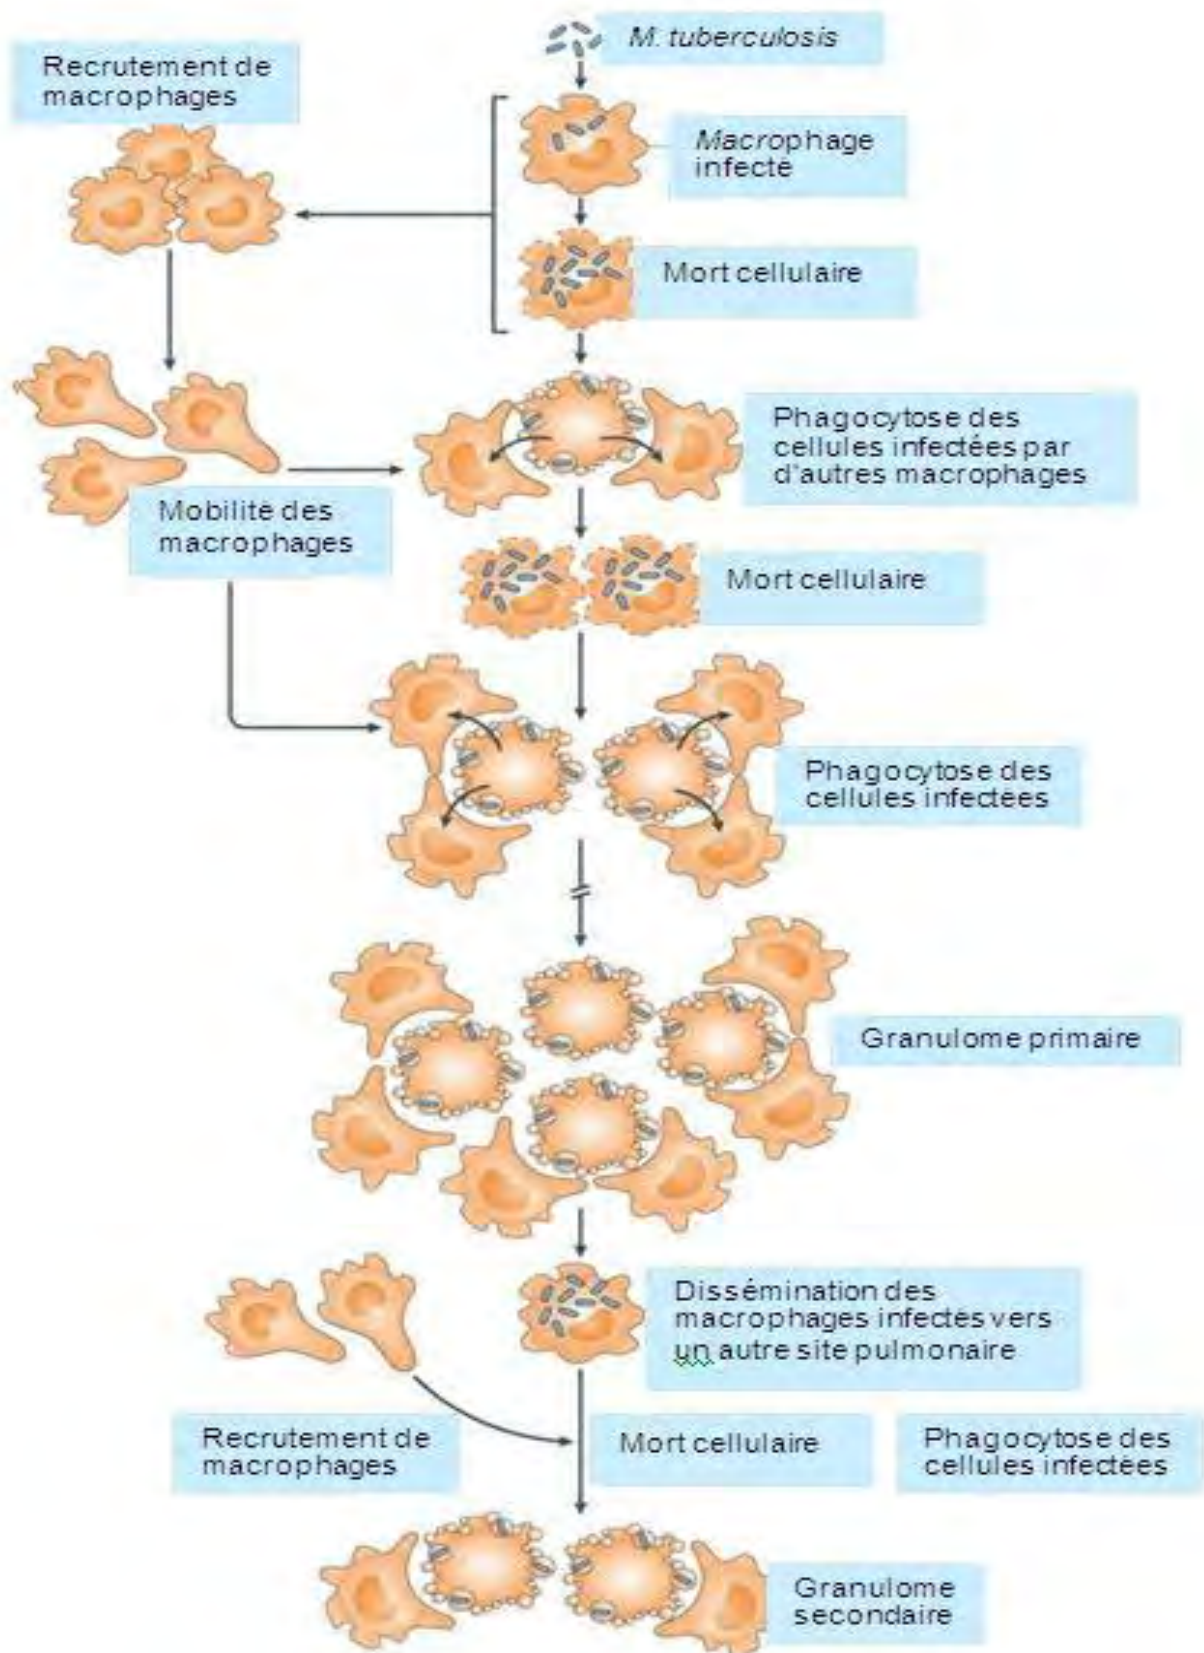 M. tuberculosis
Recrutement de
macrophages
Macrophage
infecté
Mort cellulaire
Phagocytose des
cellules infectées par
d'autres macrophages
Mobilité des
macrophages
Mort cellulaire
Phagocytose des
cellules infectées
Granulome primaire
Dissémination des
macrophages infectés vers
un autre site pulmonaire
Recrutement de
macrophages
Mort cellulaire
Phagocytose des
cellules infectées
Granulome
secondaire